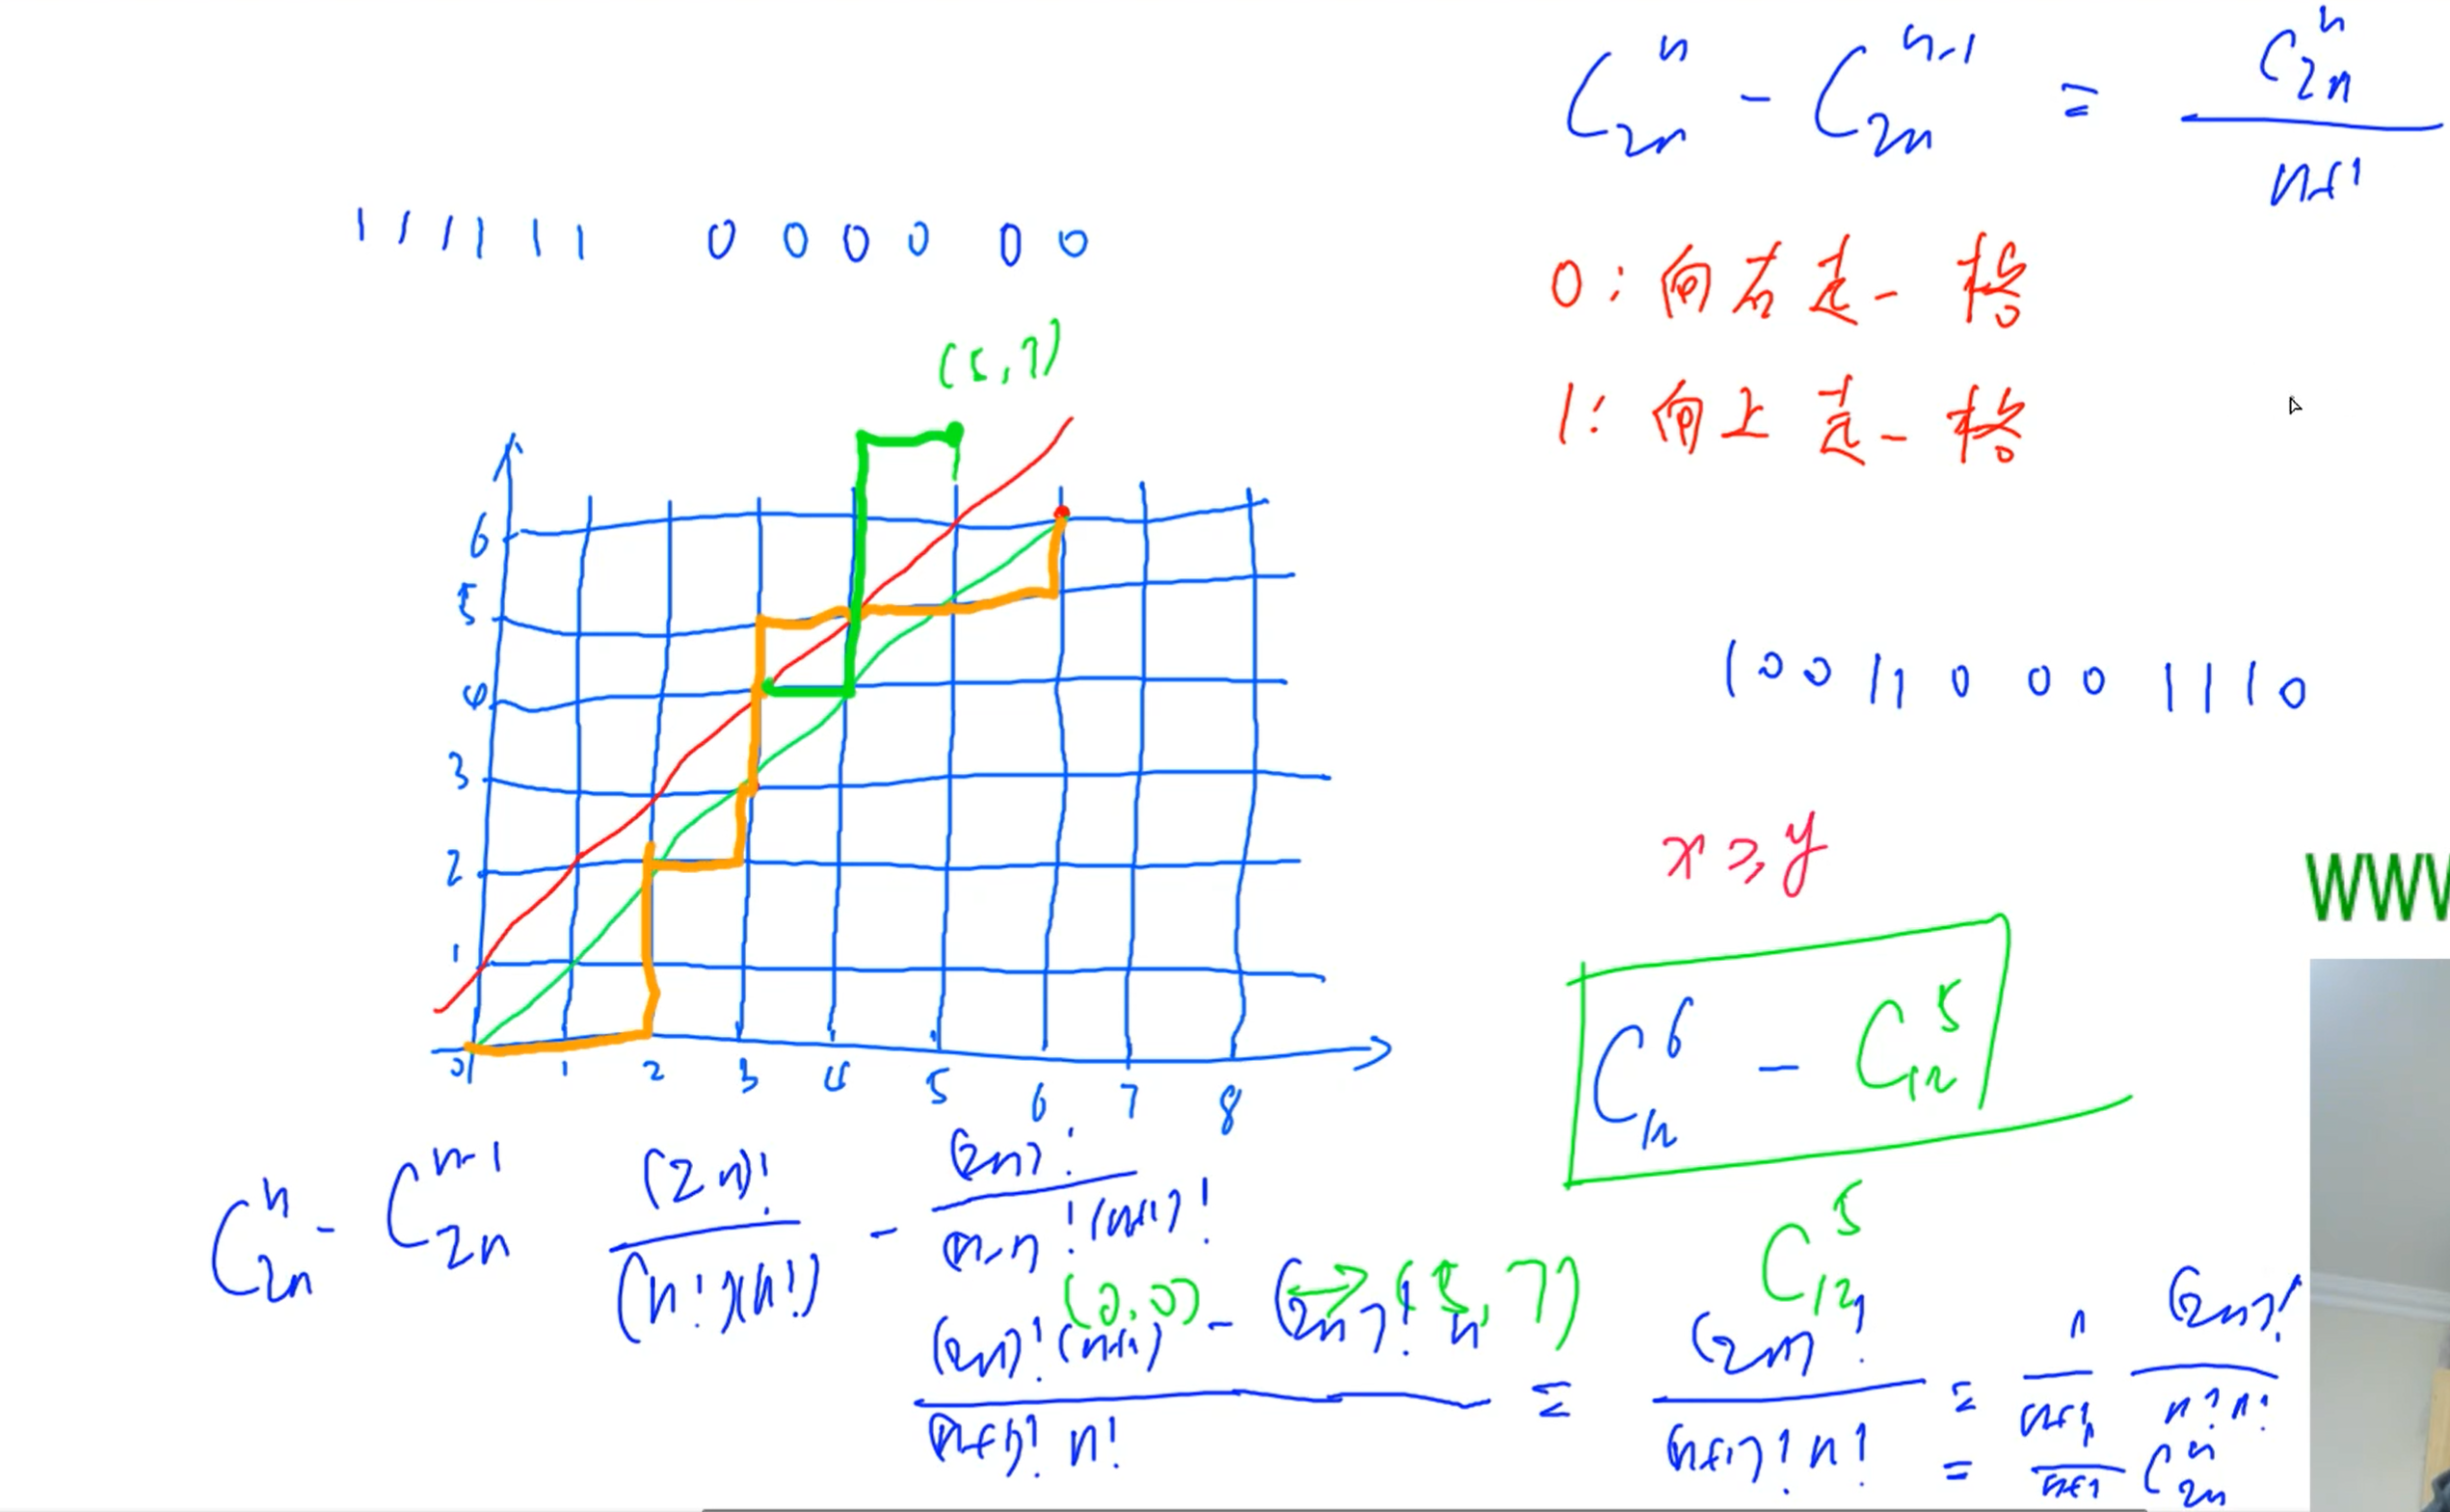 C_{2n}^{n} - C_{2n}^{n-1} = \frac{C_{2n}^{n}}{n+1}
1 1 1 1 1 1 0 0 0 0 0 0
0: 向右走一格
1: 向上走一格
(5,7)
6
5
4
3
2
1
0 1 2 3 4 5 6 7 8
1 0 0 1 1 0 0 0 1 1 1 0
x ≥ y
WWW
C_{12}^{6} - C_{12}^{5}
C_{12}^{5}
C_{2n}^{n} - C_{2n}^{n-1} \frac{(2n)!}{(n!)(n!)} - \frac{(2n)!}{(n-1)!(n+1)!}
(0,0) → (5,7)
\frac{(2n)!(n+1) - (2n)! n}{(n+1)! n!} = \frac{(2n)!}{(n+1)! n!} = \frac{1}{n+1} \frac{(2n)!}{n! n!}
= \frac{1}{n+1} C_{2n}^{n}